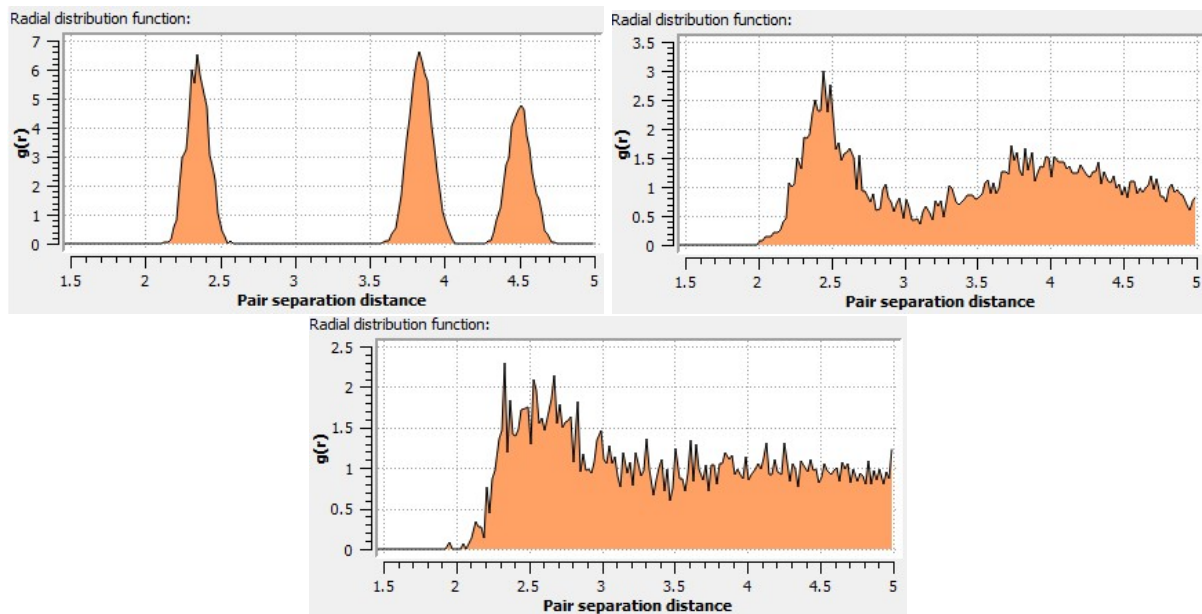 Radial distribution function:
7
6
5
4
3
2
1
0
g(r)
1.5 2 2.5 3 3.5 4 4.5 5
Pair separation distance
Radial distribution function:
3.5
3
2.5
2
1.5
1
0.5
0
g(r)
1.5 2 2.5 3 3.5 4 4.5 5
Pair separation distance
Radial distribution function:
2.5
2
1.5
1
0.5
0
g(r)
1.5 2 2.5 3 3.5 4 4.5 5
Pair separation distance